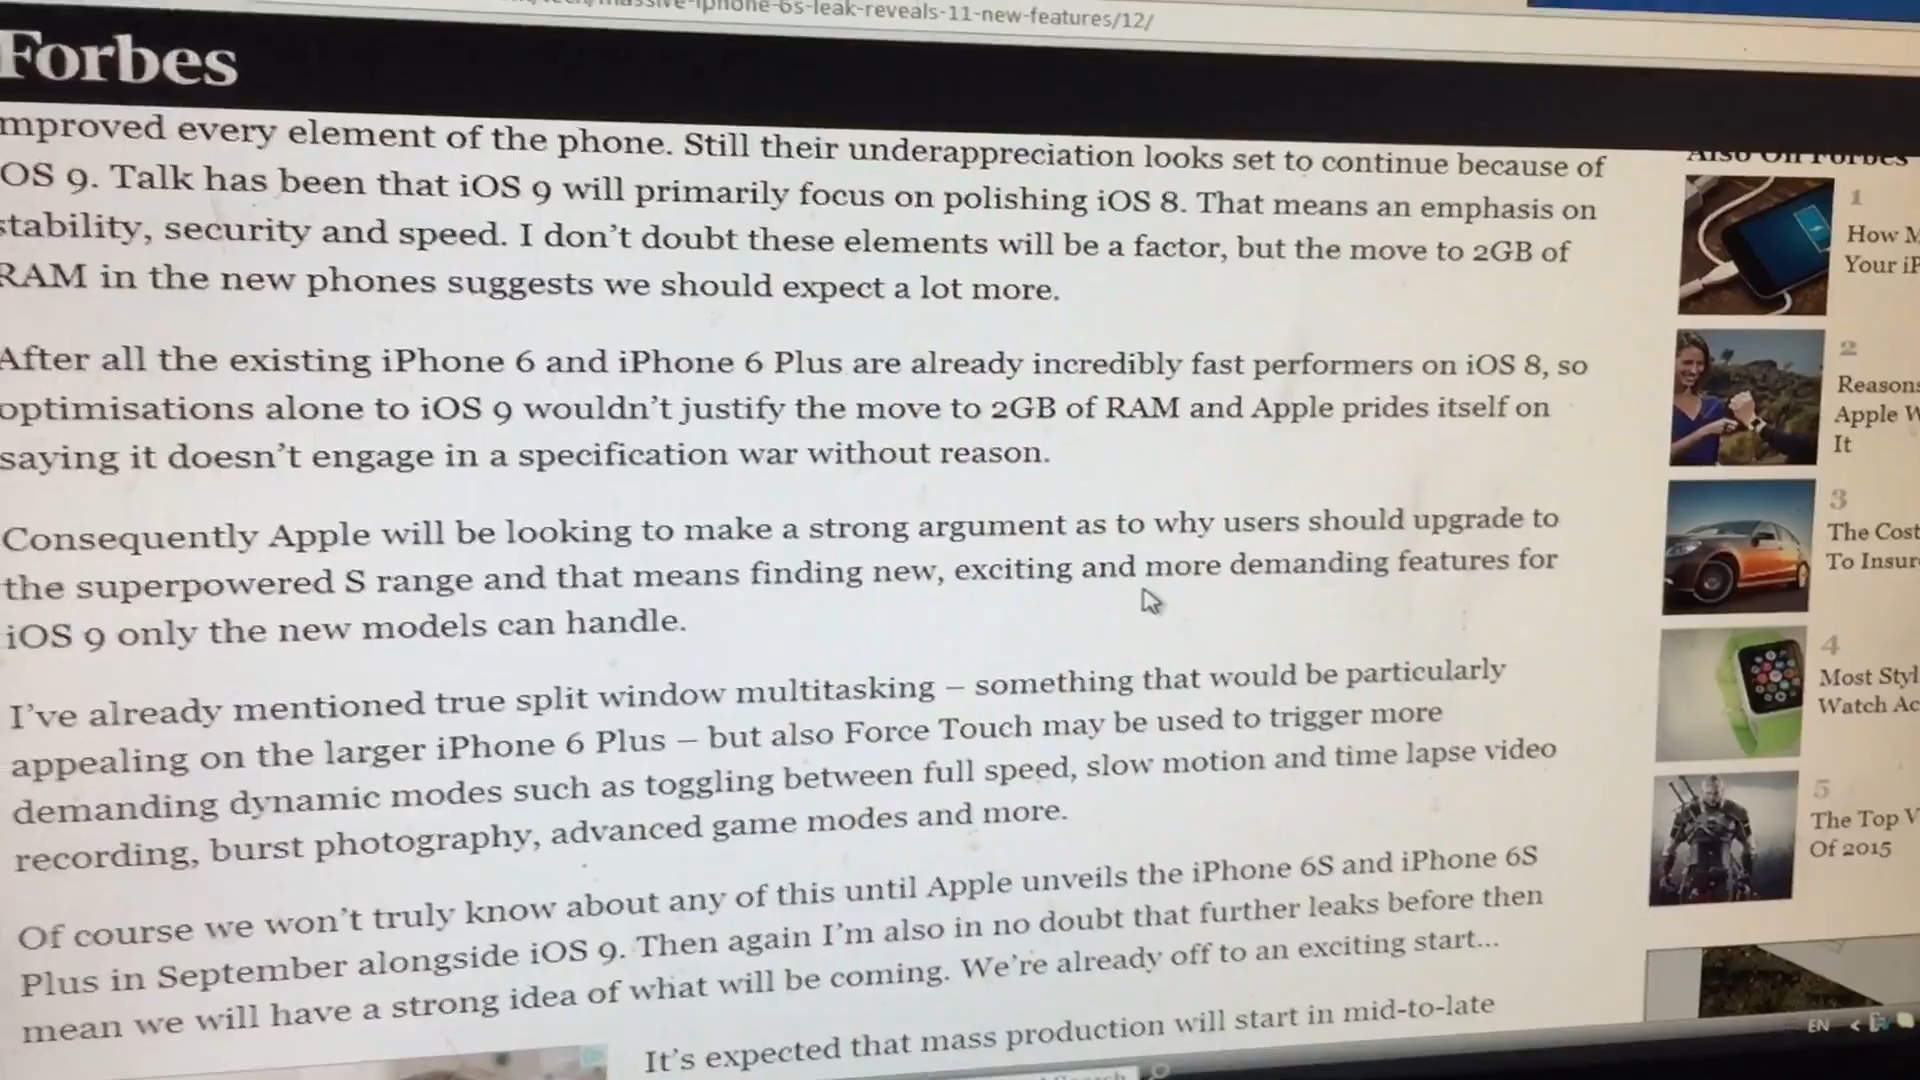 -iphone-6s-leak-reveals-11-new-features/12/
Forbes
mproved every element of the phone. Still their underappreciation looks set to continue because of
OS 9. Talk has been that iOS 9 will primarily focus on polishing iOS 8. That means an emphasis on
stability, security and speed. I don't doubt these elements will be a factor, but the move to 2GB of
RAM in the new phones suggests we should expect a lot more.
After all the existing iPhone 6 and iPhone 6 Plus are already incredibly fast performers on iOS 8, so
optimisations alone to iOS 9 wouldn't justify the move to 2GB of RAM and Apple prides itself on
saying it doesn't engage in a specification war without reason.
Consequently Apple will be looking to make a strong argument as to why users should upgrade to
the superpowered S range and that means finding new, exciting and more demanding features for
iOS 9 only the new models can handle.
I've already mentioned true split window multitasking – something that would be particularly
appealing on the larger iPhone 6 Plus – but also Force Touch may be used to trigger more
demanding dynamic modes such as toggling between full speed, slow motion and time lapse video
recording, burst photography, advanced game modes and more.
Of course we won't truly know about any of this until Apple unveils the iPhone 6S and iPhone 6S
Plus in September alongside iOS 9. Then again I'm also in no doubt that further leaks before then
mean we will have a strong idea of what will be coming. We're already off to an exciting start...
It's expected that mass production will start in mid-to-late
Also On Forbes
1
How M
Your iP
2
Reasons
Apple W
It
3
The Cost
To Insur
4
Most Styl
Watch Ac
5
The Top V
Of 2015
EN